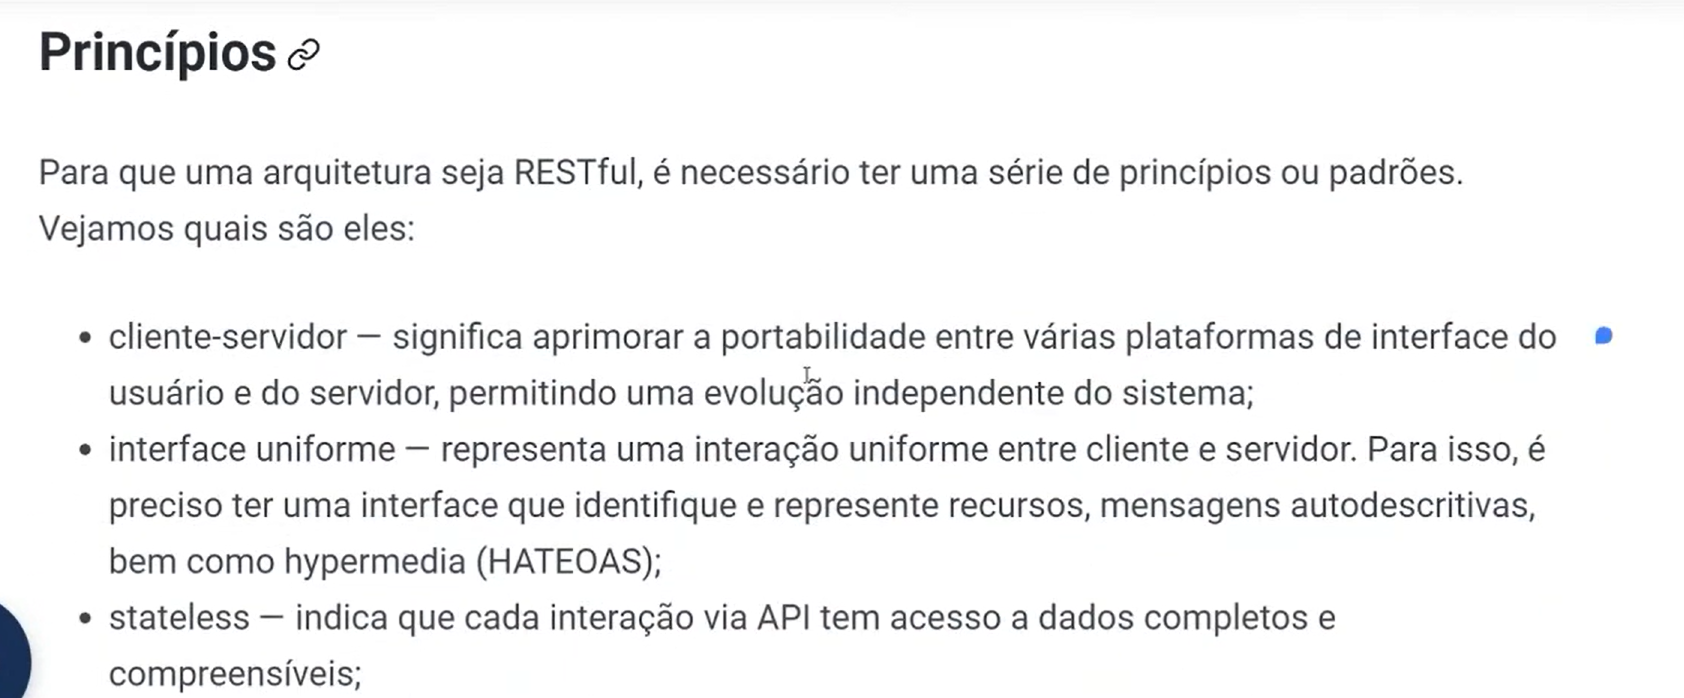 Princípios
Para que uma arquitetura seja RESTful, é necessário ter uma série de princípios ou padrões.
Vejamos quais são eles:
• cliente-servidor — significa aprimorar a portabilidade entre várias plataformas de interface do
usuário e do servidor, permitindo uma evolução independente do sistema;
• interface uniforme — representa uma interação uniforme entre cliente e servidor. Para isso, é
preciso ter uma interface que identifique e represente recursos, mensagens autodescritivas,
bem como hypermedia (HATEOAS);
• stateless — indica que cada interação via API tem acesso a dados completos e
compreensíveis;